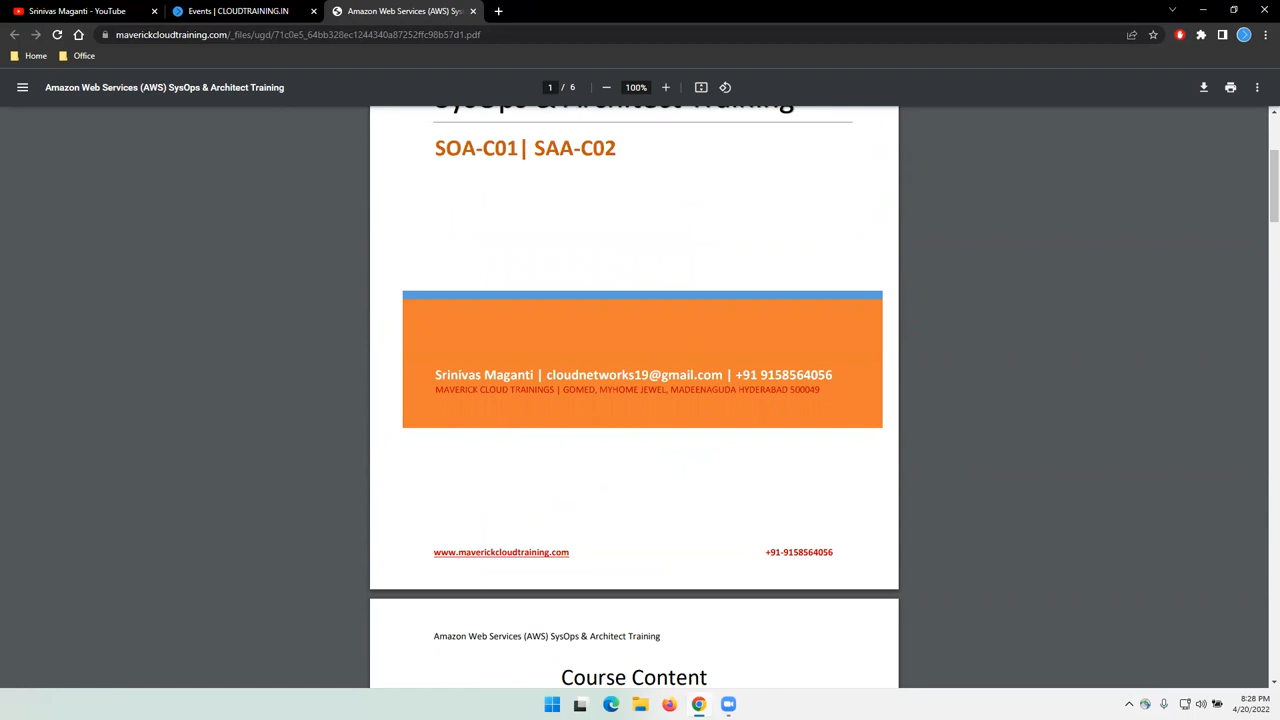 Srinivas Maganti - YouTube
Events | CLOUDTRAINING.IN
Amazon Web Services (AWS) Sys
maverickcloudtraining.com/_files/ugd/71c0e5_64bb328ec1244340a87252ffc98b57d1.pdf
Home
Office
Amazon Web Services (AWS) SysOps & Architect Training
1 / 6
100%
SysOps & Architect Training
SOA-C01| SAA-C02
Srinivas Maganti | cloudnetworks19@gmail.com | +91 9158564056
MAVERICK CLOUD TRAININGS | GOMED, MYHOME JEWEL, MADEENAGUDA HYDERABAD 500049
www.maverickcloudtraining.com +91-9158564056
Amazon Web Services (AWS) SysOps & Architect Training
Course Content
8:28 PM
4/20/2022